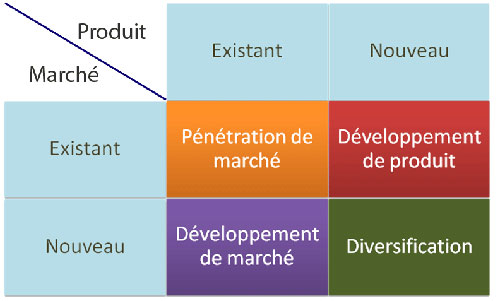 Produit
Marché
Existant
Nouveau
Existant
Pénétration de
marché
Développement
de produit
Nouveau
Développement
de marché
Diversification